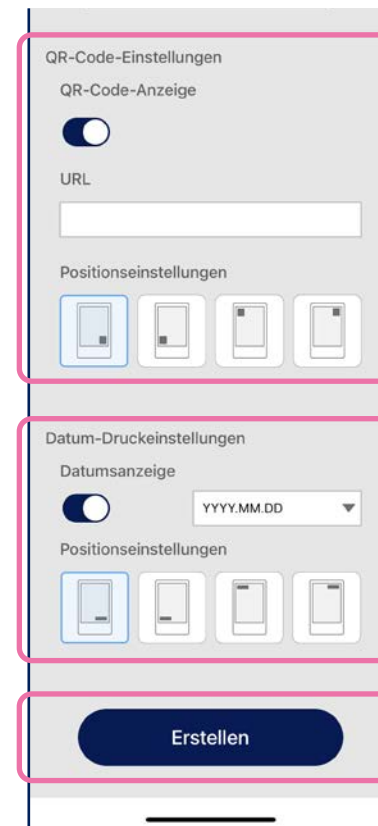 QR-Code-Einstellungen
QR-Code-Anzeige
URL
Positionseinstellungen
Datum-Druckeinstellungen
Datumsanzeige
YYYY.MM.DD
Positionseinstellungen
Erstellen